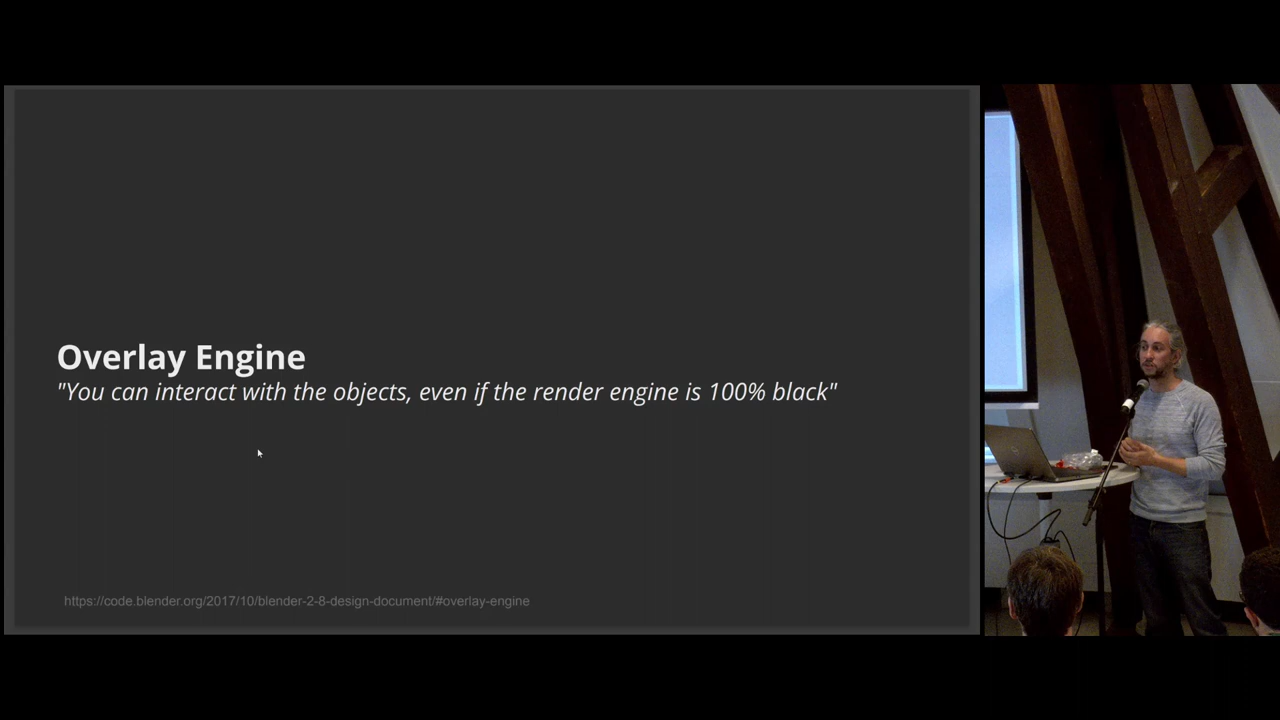 Overlay Engine
"You can interact with the objects, even if the render engine is 100% black"
https://code.blender.org/2017/10/blender-2-8-design-document/#overlay-engine